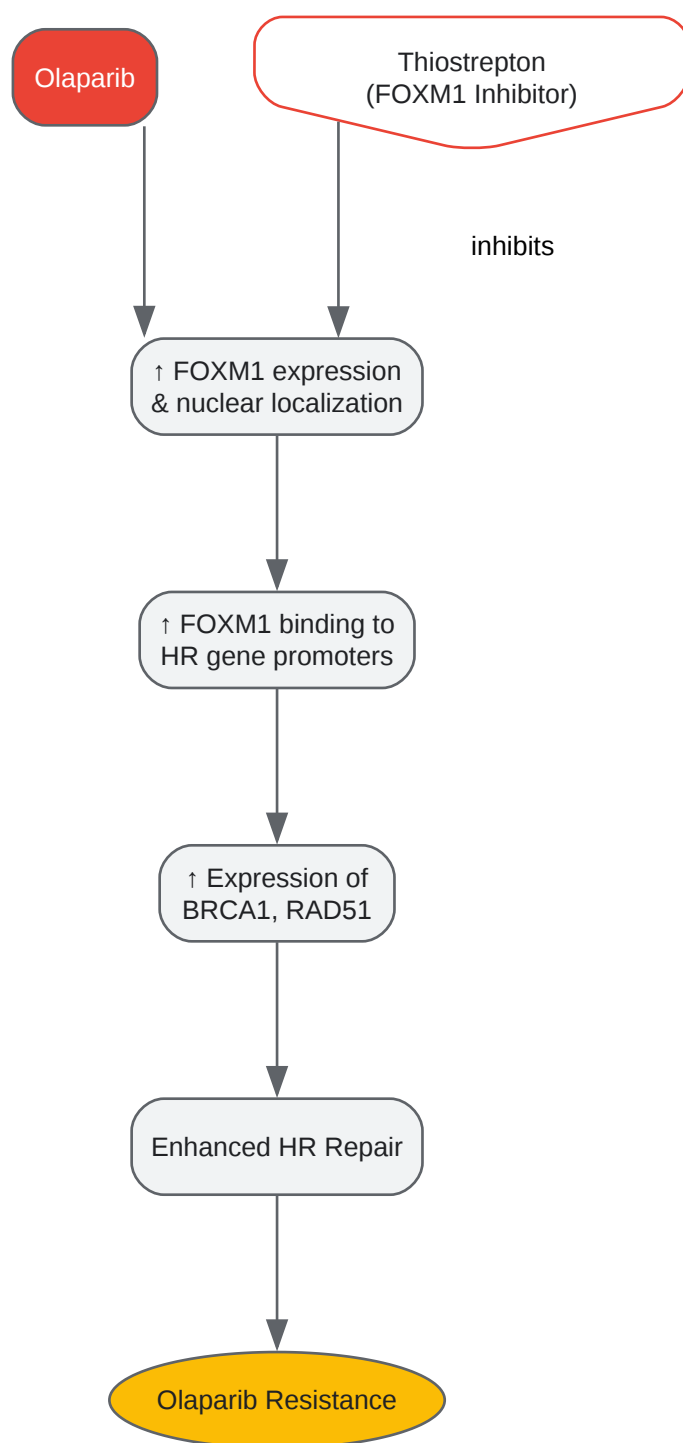 Olaparib
Thiostrepton
(FOXM1 Inhibitor)
inhibits
↑ FOXM1 expression
& nuclear localization
↑ FOXM1 binding to
HR gene promoters
↑ Expression of
BRCA1, RAD51
Enhanced HR Repair
Olaparib Resistance